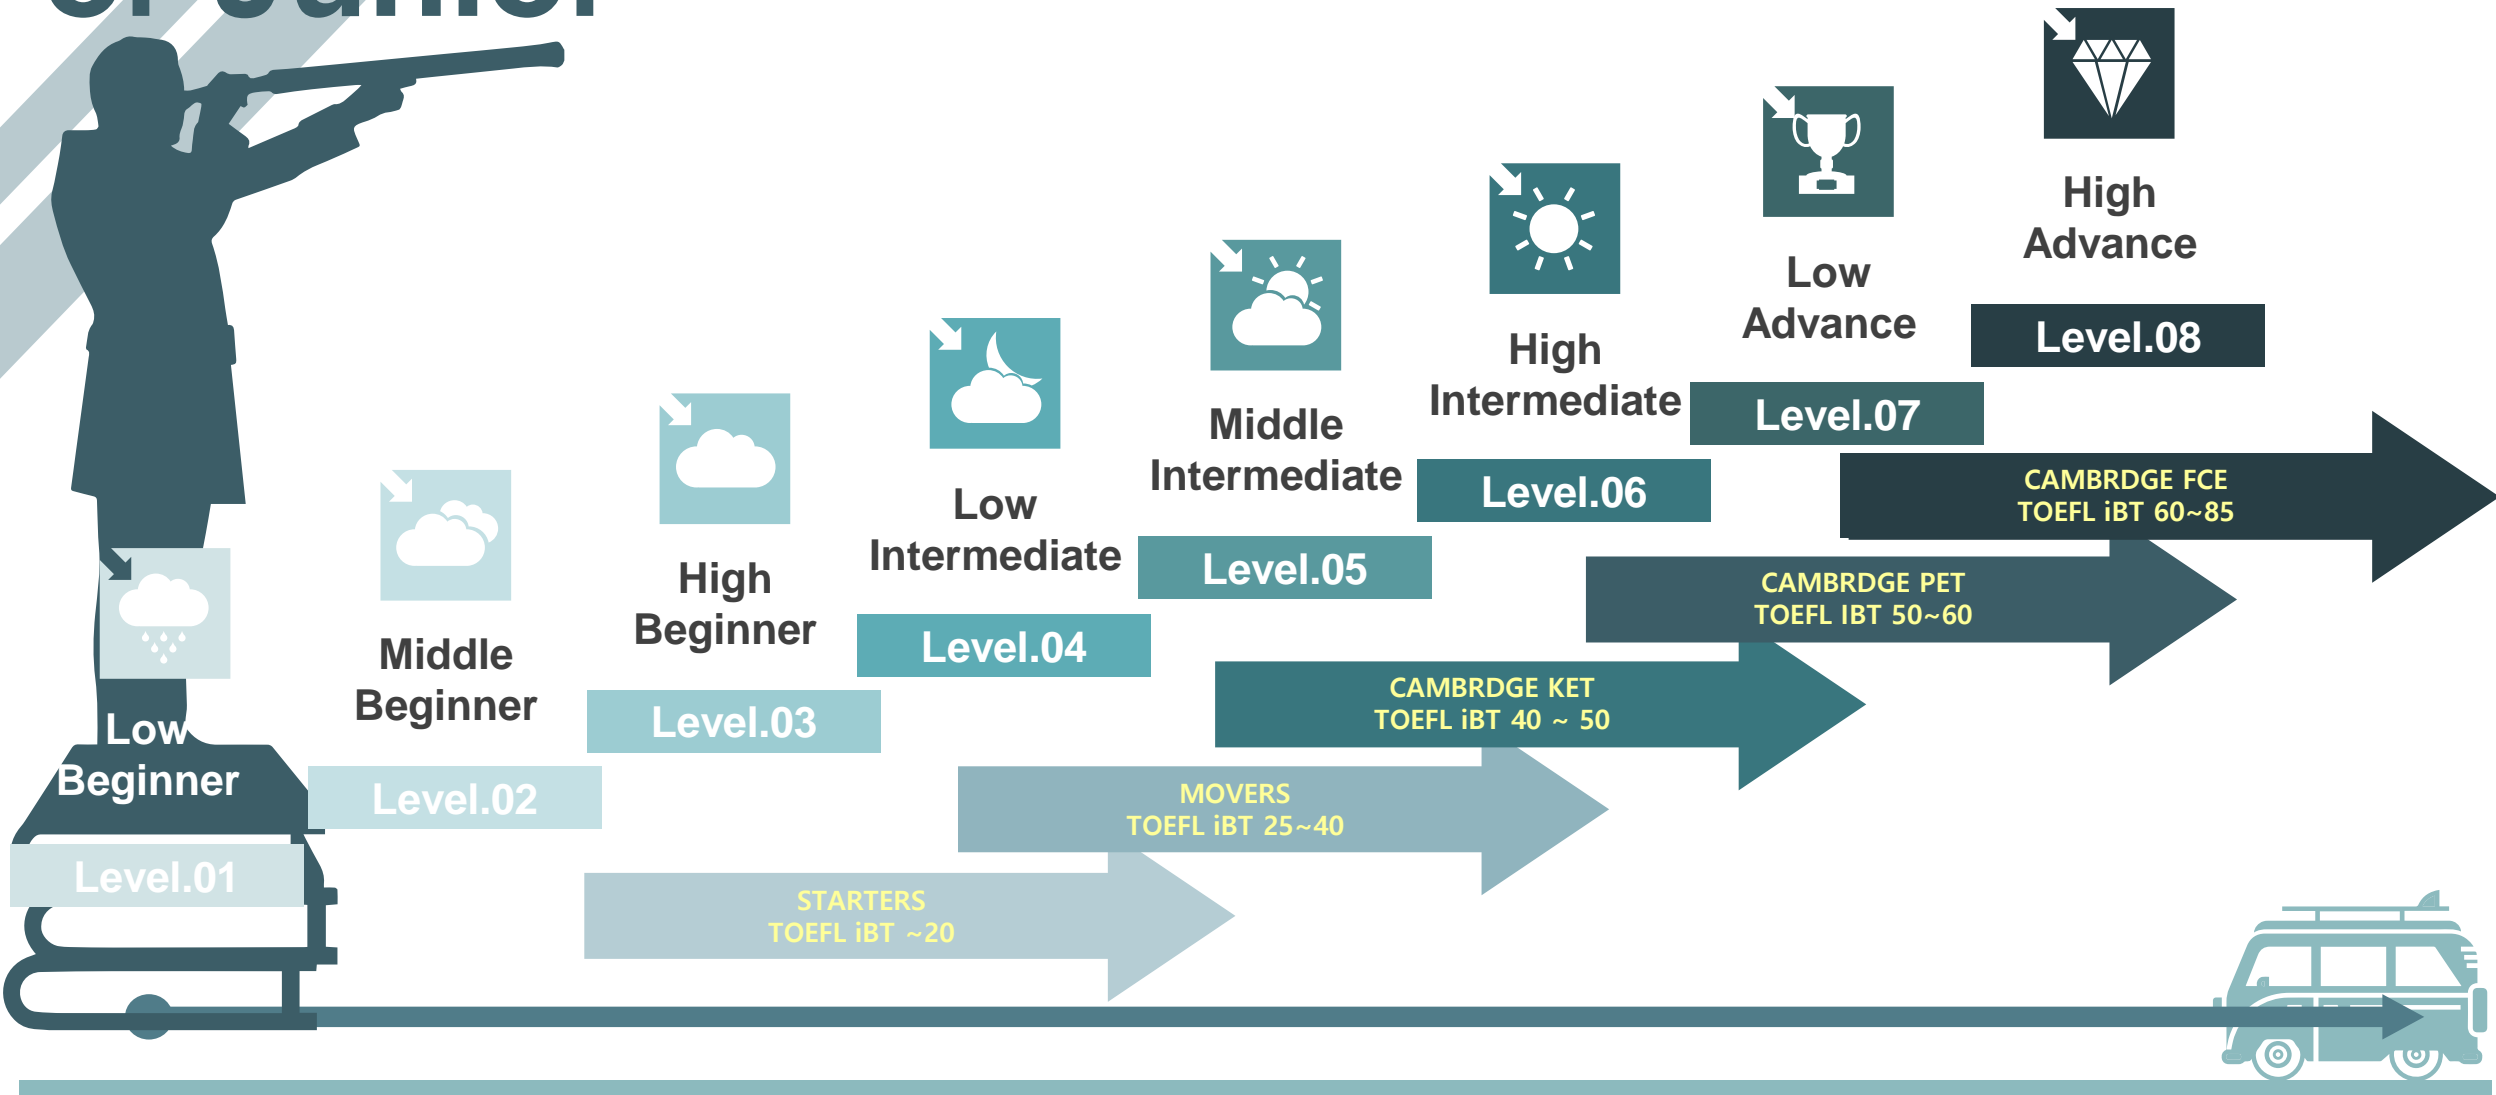 Low
Beginner
Level.01
Middle
Beginner
Level.02
High
Beginner
Level.03
Low
Intermediate
Level.04
Middle
Intermediate
Level.05
High
Intermediate
Level.06
Low
Advance
Level.07
High
Advance
Level.08
CAMBRDGE FCE
TOEFL iBT 60~85
CAMBRDGE PET
TOEFL IBT 50~60
CAMBRDGE KET
TOEFL iBT 40 ~ 50
MOVERS
TOEFL iBT 25~40
STARTERS
TOEFL iBT ~20